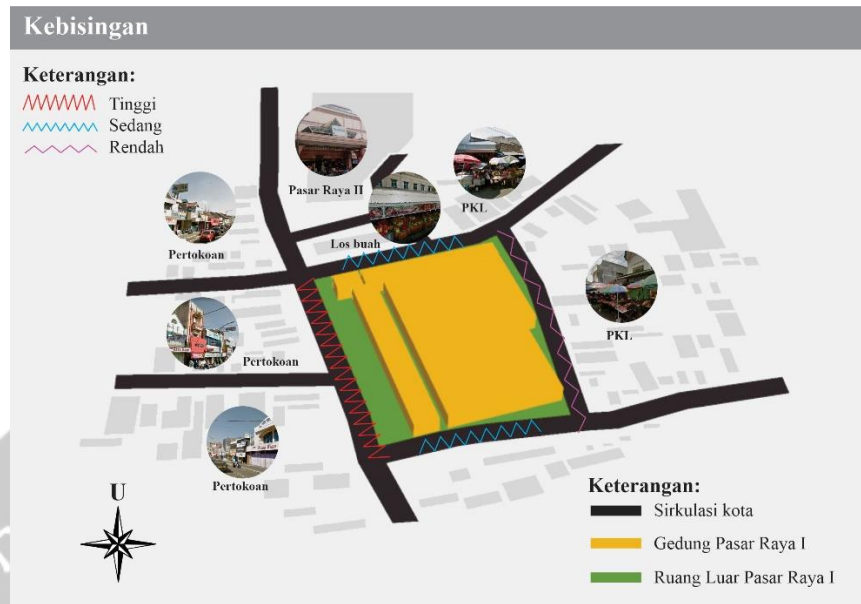 Kebisingan
Keterangan:
Tinggi
Sedang
Rendah
Pasar Raya II
PKL
Pertokoan
Los buah
Pertokoan
PKL
Pertokoan
U
Keterangan:
Sirkulasi kota
Gedung Pasar Raya I
Ruang Luar Pasar Raya I